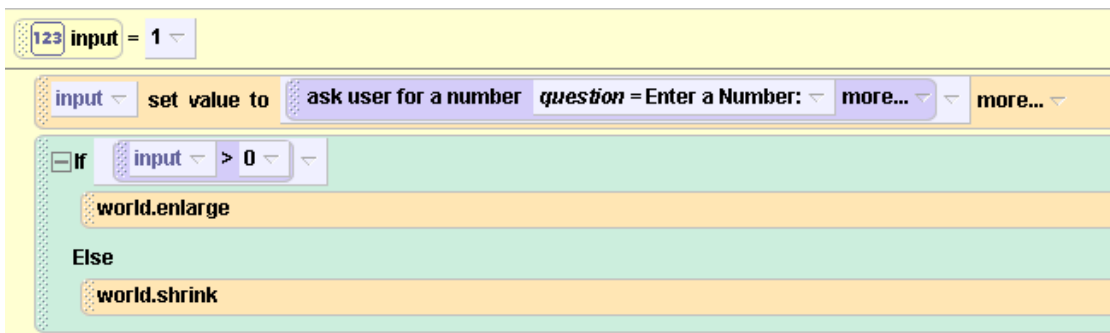 123 input = 1
input set value to ask user for a number question = Enter a Number: more... more...
If input > 0
world.enlarge
Else
world.shrink